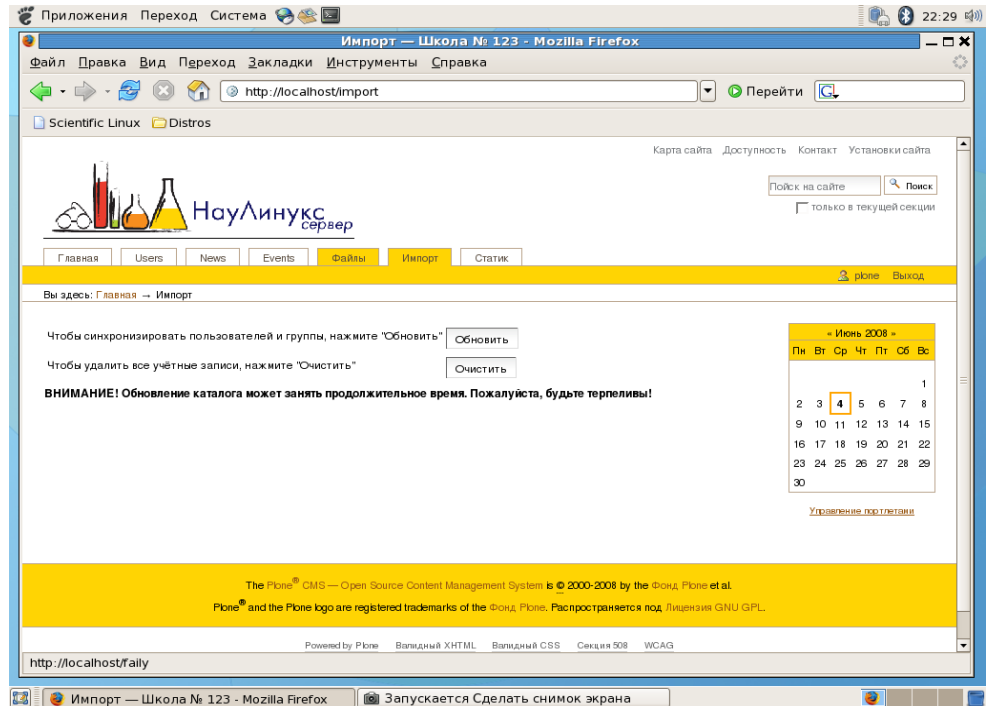 Приложения Переход Система 22:29
Импорт — Школа № 123 - Mozilla Firefox
Файл Правка Вид Переход Закладки Инструменты Справка
http://localhost/import Перейти G
Scientific Linux Distros
Карта сайта Доступность Контакт Установки сайта
Пойск на сайте Поиск
только в текущей секции
НауЛинукс
сервер
Главная Users News Events Файлы Импорт Статик
plone Выход
Вы здесь: Главная → Импорт
Чтобы синхронизировать пользователей и группы, нажмите "Обновить" Обновить
Чтобы удалить все учётные записи, нажмите "Очистить" Очистить
ВНИМАНИЕ! Обновление каталога может занять продолжительное время. Пожалуйста, будьте терпеливы!
« Июнь 2008 »
Пн Вт Ср Чт Пт Сб Вс
1
2 3 4 5 6 7 8
9 10 11 12 13 14 15
16 17 18 19 20 21 22
23 24 25 26 27 28 29
30
Управление портлетами
The Plone® CMS — Open Source Content Management System is © 2000-2008 by the Фонд Plone et al.
Plone® and the Plone logo are registered trademarks of the Фонд Plone. Распространяется под Лицензия GNU GPL.
Powered by Plone Валидный XHTML Валидный CSS Секция 508 WCAG
http://localhost/faily
Импорт — Школа № 123 - Mozilla Firefox Запускается Сделать снимок экрана